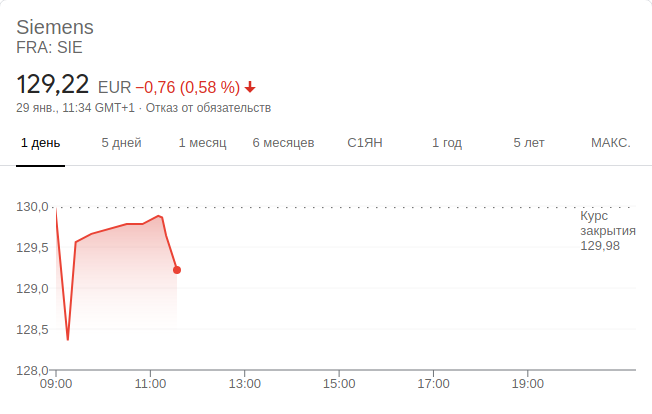 Siemens
FRA: SIE
129,22 EUR −0,76 (0,58 %)
29 янв., 11:34 GMT+1 · Отказ от обязательств
1 день 5 дней 1 месяц 6 месяцев С1ЯН 1 год 5 лет МАКС.
130,0
Курс
закрытия
129,98
129,5
129,0
128,5
128,0
09:00 11:00 13:00 15:00 17:00 19:00